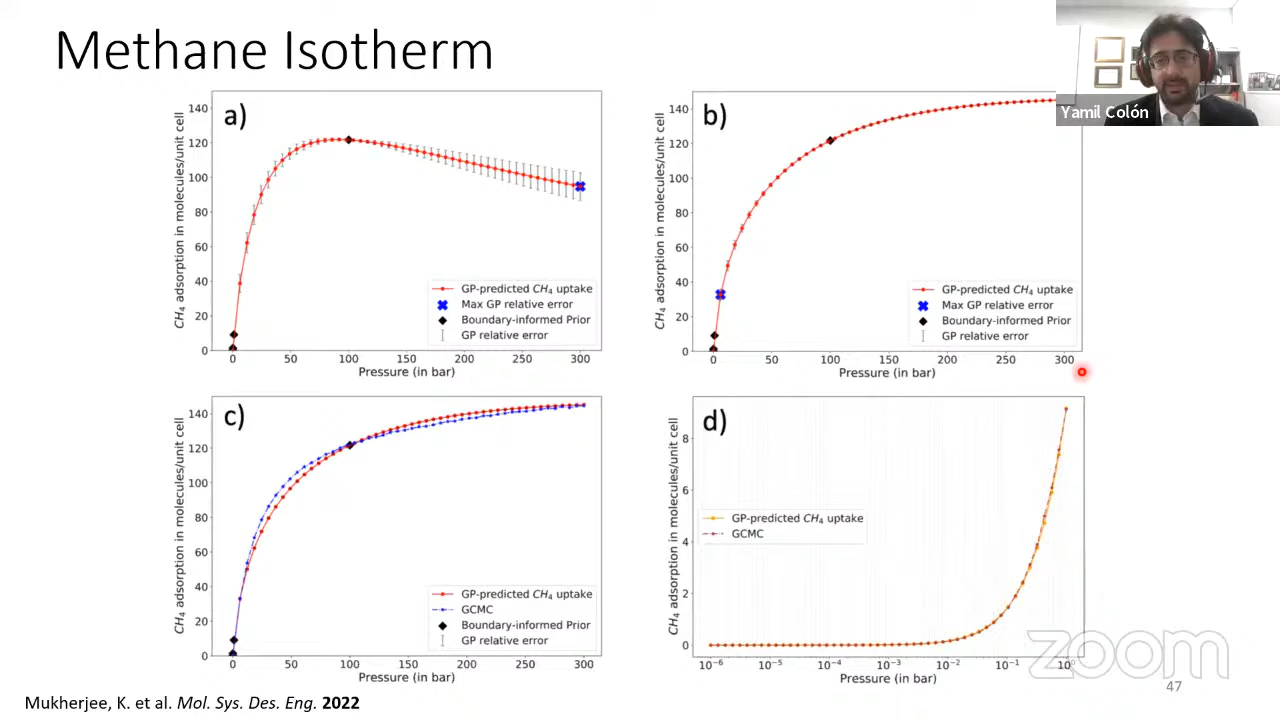 Methane Isotherm
Yamil Colón
a)
CH4 adsorption in molecules/unit cell
140
120
100
80
60
40
20
0
0 50 100 150 200 250 300
Pressure (in bar)
GP-predicted CH4 uptake
Max GP relative error
Boundary-informed Prior
GP relative error
b)
CH4 adsorption in molecules/unit cell
140
120
100
80
60
40
20
0
0 50 100 150 200 250 300
Pressure (in bar)
GP-predicted CH4 uptake
Max GP relative error
Boundary-informed Prior
GP relative error
c)
CH4 adsorption in molecules/unit cell
140
120
100
80
60
40
20
0
0 50 100 150 200 250 300
Pressure (in bar)
GP-predicted CH4 uptake
GCMC
Boundary-informed Prior
GP relative error
d)
CH4 adsorption in molecules/unit cell
8
6
4
2
0
10⁻⁶ 10⁻⁵ 10⁻⁴ 10⁻³ 10⁻² 10⁻¹ 10⁰
Pressure (in bar)
GP-predicted CH4 uptake
GCMC
zoom
47
Mukherjee, K. et al. Mol. Sys. Des. Eng. 2022